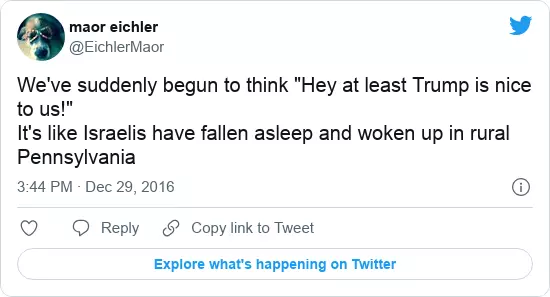 maor eichler
@EichlerMaor
We've suddenly begun to think "Hey at least Trump is nice
to us!"
It's like Israelis have fallen asleep and woken up in rural
Pennsylvania
3:44 PM · Dec 29, 2016
Reply
Copy link to Tweet
Explore what's happening on Twitter